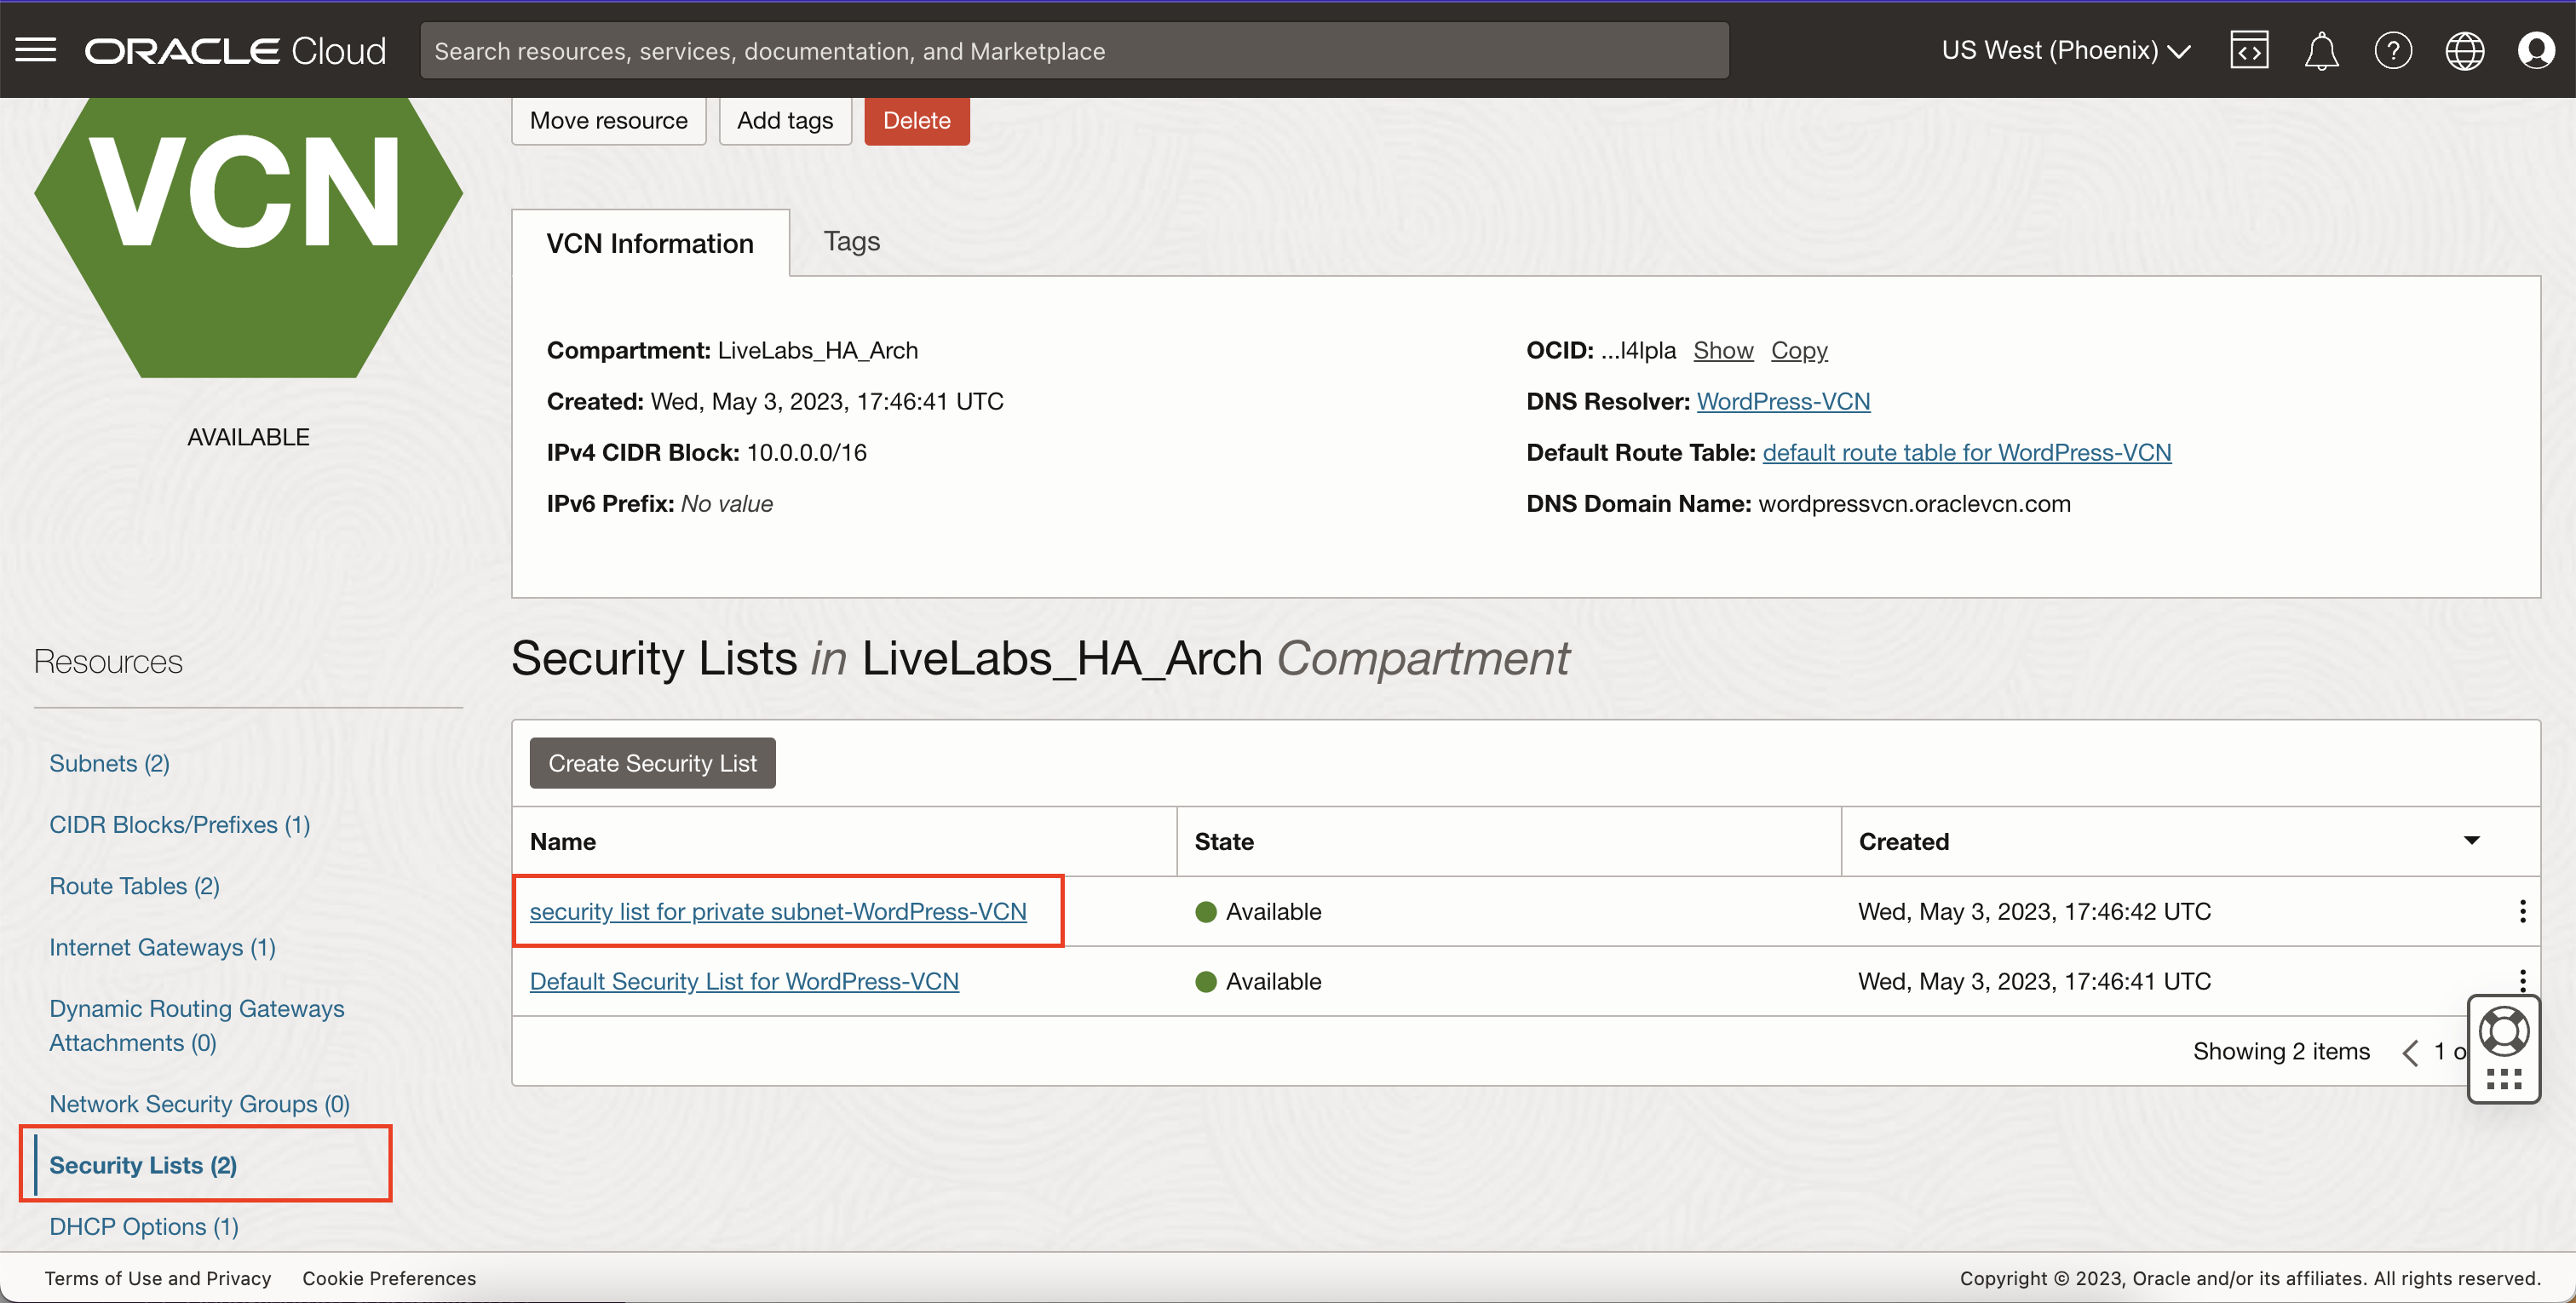 ORACLE Cloud
Search resources, services, documentation, and Marketplace
US West (Phoenix)
VCN
AVAILABLE
Move resource
Add tags
Delete
VCN Information
Tags
Compartment: LiveLabs_HA_Arch
Created: Wed, May 3, 2023, 17:46:41 UTC
IPv4 CIDR Block: 10.0.0.0/16
IPv6 Prefix: No value
OCID: ...l4lpla Show Copy
DNS Resolver: WordPress-VCN
Default Route Table: default route table for WordPress-VCN
DNS Domain Name: wordpressvcn.oraclevcn.com
Resources
Subnets (2)
CIDR Blocks/Prefixes (1)
Route Tables (2)
Internet Gateways (1)
Dynamic Routing Gateways
Attachments (0)
Network Security Groups (0)
Security Lists (2)
DHCP Options (1)
Security Lists in LiveLabs_HA_Arch Compartment
Create Security List
Name State Created
security list for private subnet-WordPress-VCN Available Wed, May 3, 2023, 17:46:42 UTC
Default Security List for WordPress-VCN Available Wed, May 3, 2023, 17:46:41 UTC
Showing 2 items < 1 o
Terms of Use and Privacy Cookie Preferences
Copyright © 2023, Oracle and/or its affiliates. All rights reserved.